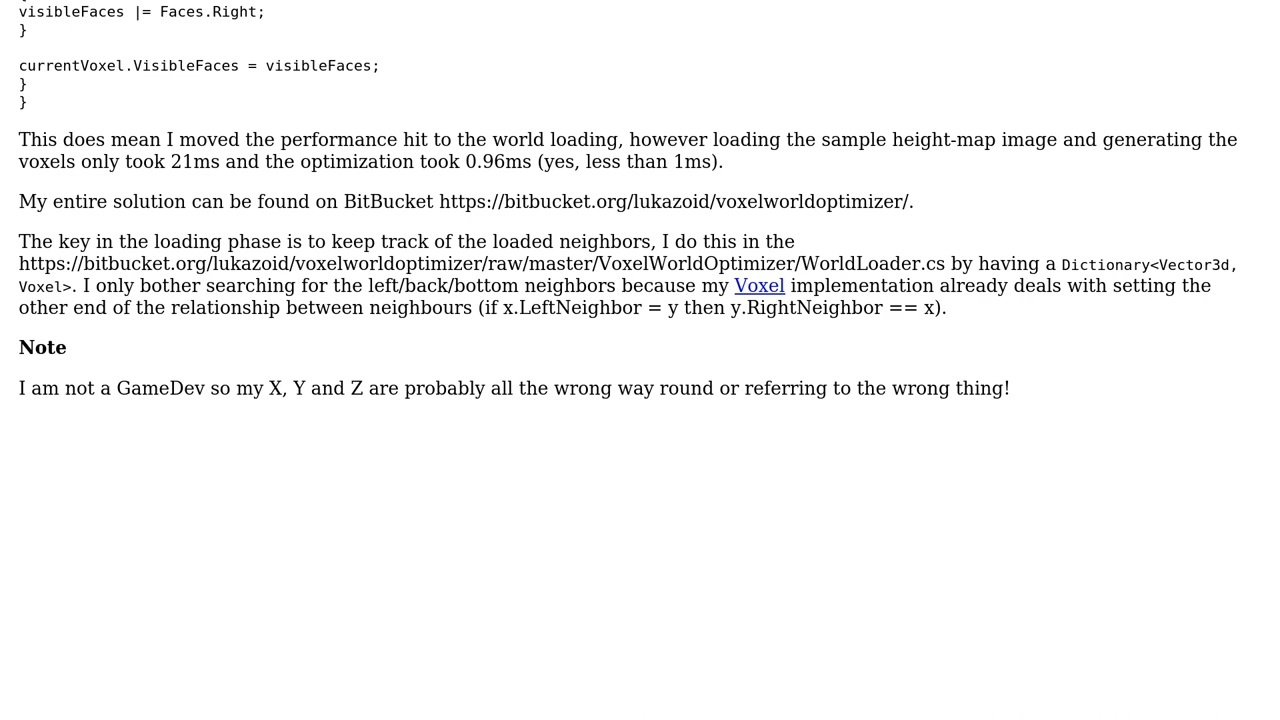 visibleFaces |= Faces.Right;
}
currentVoxel.VisibleFaces = visibleFaces;
}
}
This does mean I moved the performance hit to the world loading, however loading the sample height-map image and generating the
voxels only took 21ms and the optimization took 0.96ms (yes, less than 1ms).
My entire solution can be found on BitBucket https://bitbucket.org/lukazoid/voxelworldoptimizer/.
The key in the loading phase is to keep track of the loaded neighbors, I do this in the
https://bitbucket.org/lukazoid/voxelworldoptimizer/raw/master/VoxelWorldOptimizer/WorldLoader.cs by having a Dictionary<Vector3d,
Voxel>. I only bother searching for the left/back/bottom neighbors because my Voxel implementation already deals with setting the
other end of the relationship between neighbours (if x.LeftNeighbor = y then y.RightNeighbor == x).
Note
I am not a GameDev so my X, Y and Z are probably all the wrong way round or referring to the wrong thing!